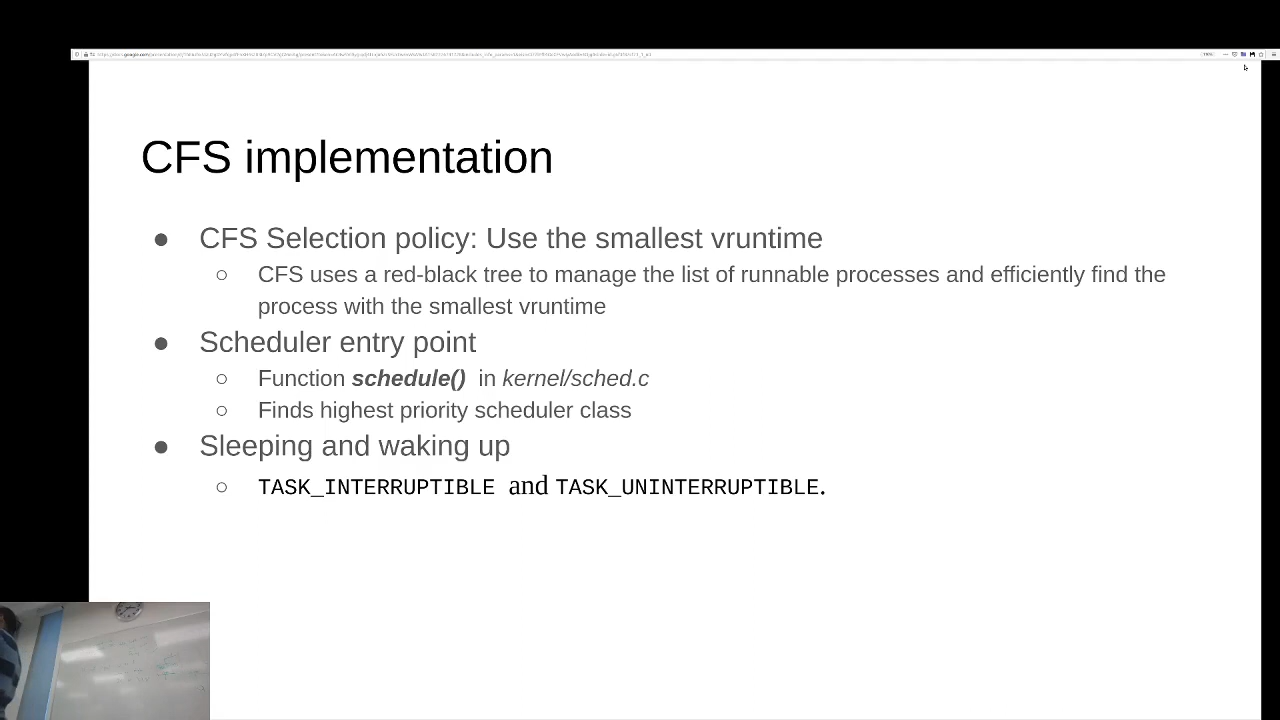 CFS implementation
● CFS Selection policy: Use the smallest vruntime
○ CFS uses a red-black tree to manage the list of runnable processes and efficiently find the
process with the smallest vruntime
● Scheduler entry point
○ Function schedule() in kernel/sched.c
○ Finds highest priority scheduler class
● Sleeping and waking up
○ TASK_INTERRUPTIBLE and TASK_UNINTERRUPTIBLE.